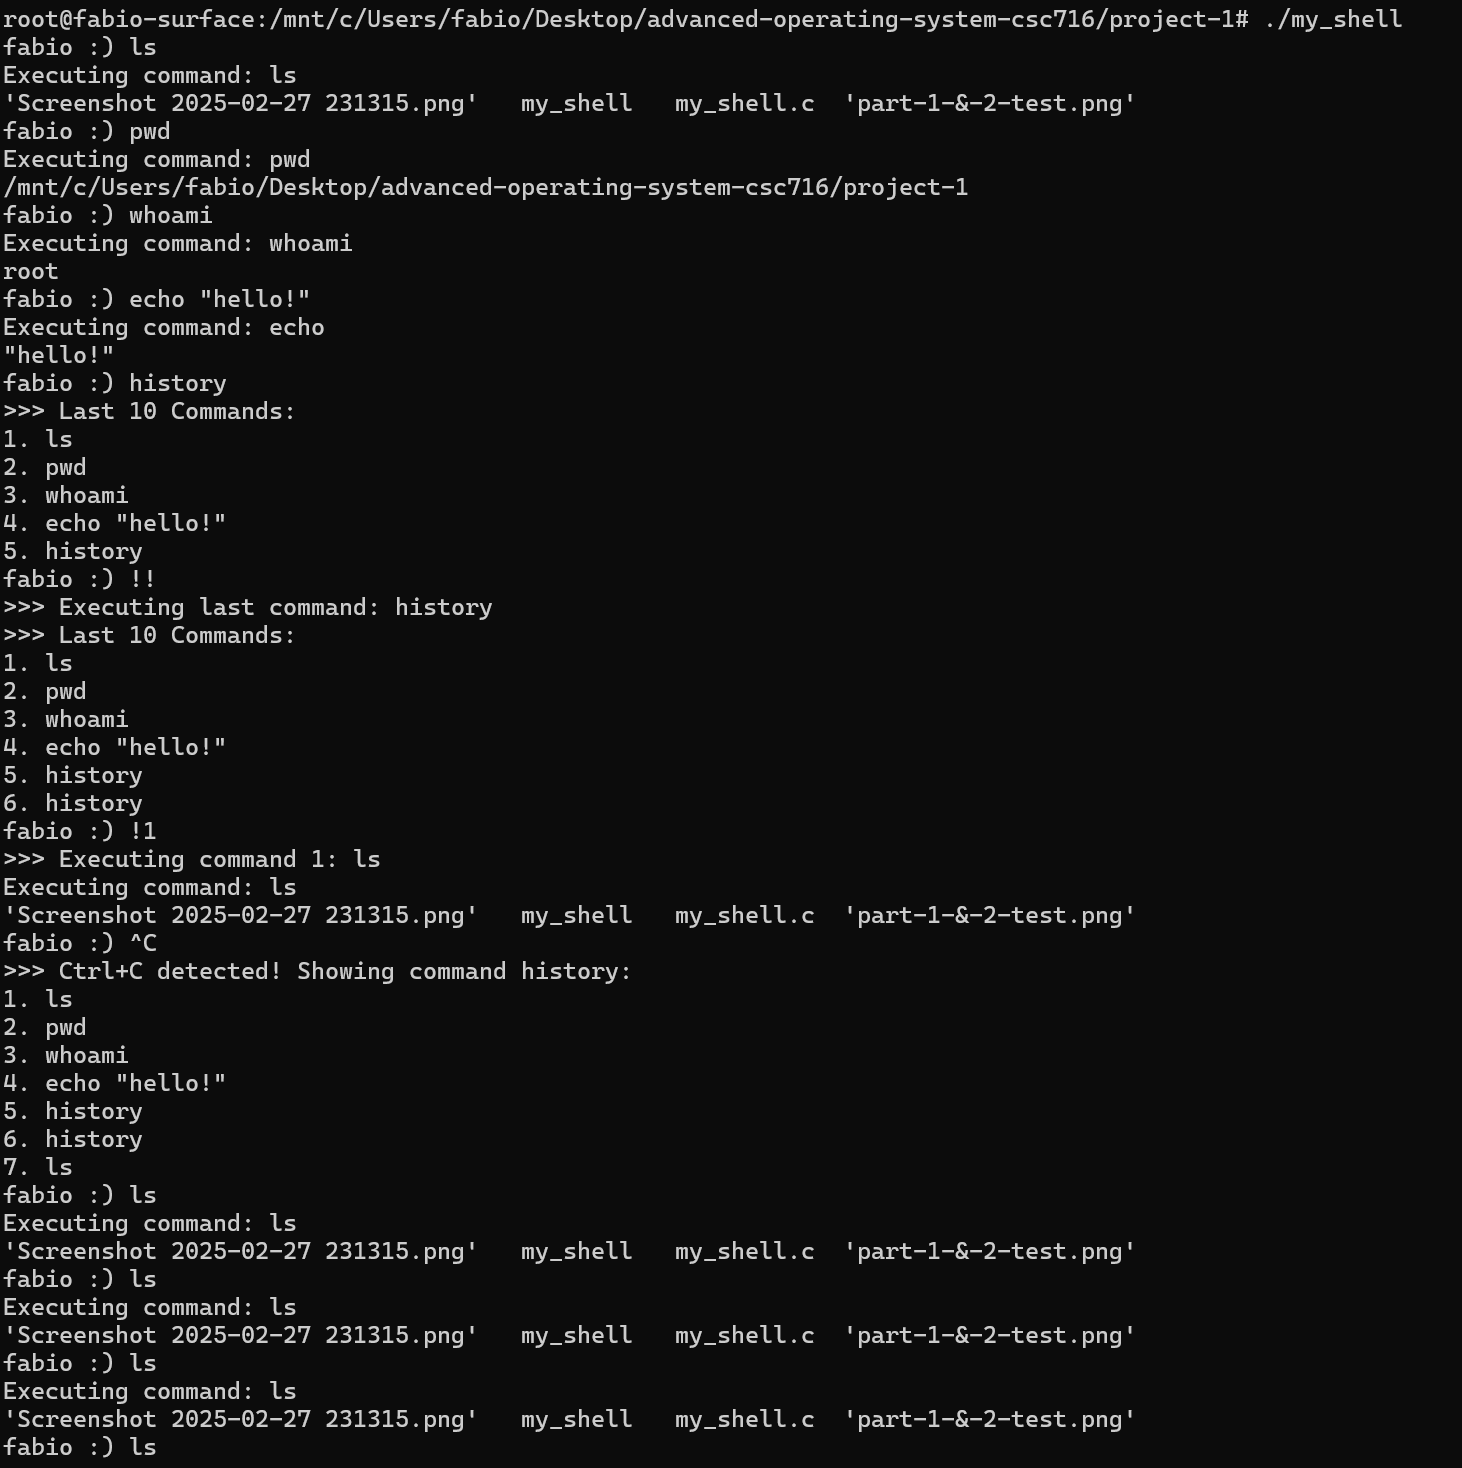 root@fabio-surface:/mnt/c/Users/fabio/Desktop/advanced-operating-system-csc716/project-1# ./my_shell
fabio :) ls
Executing command: ls
'Screenshot 2025-02-27 231315.png'   my_shell   my_shell.c  'part-1-&-2-test.png'
fabio :) pwd
Executing command: pwd
/mnt/c/Users/fabio/Desktop/advanced-operating-system-csc716/project-1
fabio :) whoami
Executing command: whoami
root
fabio :) echo "hello!"
Executing command: echo
"hello!"
fabio :) history
>>> Last 10 Commands:
1. ls
2. pwd
3. whoami
4. echo "hello!"
5. history
fabio :) !!
>>> Executing last command: history
>>> Last 10 Commands:
1. ls
2. pwd
3. whoami
4. echo "hello!"
5. history
6. history
fabio :) !1
>>> Executing command 1: ls
Executing command: ls
'Screenshot 2025-02-27 231315.png'   my_shell   my_shell.c  'part-1-&-2-test.png'
fabio :) ^C
>>> Ctrl+C detected! Showing command history:
1. ls
2. pwd
3. whoami
4. echo "hello!"
5. history
6. history
7. ls
fabio :) ls
Executing command: ls
'Screenshot 2025-02-27 231315.png'   my_shell   my_shell.c  'part-1-&-2-test.png'
fabio :) ls
Executing command: ls
'Screenshot 2025-02-27 231315.png'   my_shell   my_shell.c  'part-1-&-2-test.png'
fabio :) ls
Executing command: ls
'Screenshot 2025-02-27 231315.png'   my_shell   my_shell.c  'part-1-&-2-test.png'
fabio :) ls